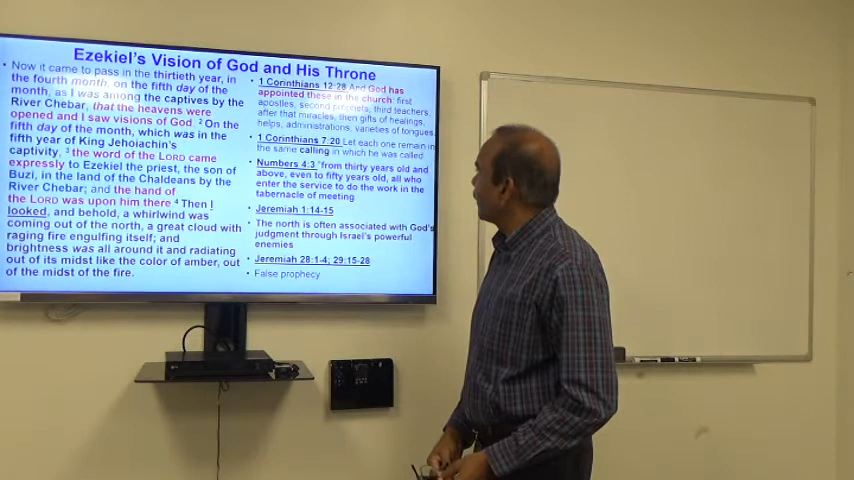 Ezekiel's Vision of God and His Throne
• Now it came to pass in the thirtieth year, in
the fourth month, on the fifth day of the
month, as I was among the captives by the
River Chebar, that the heavens were
opened and I saw visions of God. 2 On the
fifth day of the month, which was in the
fifth year of King Jehoiachin's
captivity, 3 the word of the LORD came
expressly to Ezekiel the priest, the son of
Buzi, in the land of the Chaldeans by the
River Chebar; and the hand of
the LORD was upon him there. 4 Then I
looked, and behold, a whirlwind was
coming out of the north, a great cloud with
raging fire engulfing itself; and
brightness was all around it and radiating
out of its midst like the color of amber, out
of the midst of the fire.
• 1 Corinthians 12:28 And God has
appointed these in the church: first
apostles, second prophets, third teachers,
after that miracles, then gifts of healings,
helps, administrations, varieties of tongues.
• 1 Corinthians 7:20 Let each one remain in
the same calling in which he was called
• Numbers 4:3 "from thirty years old and
above, even to fifty years old, all who
enter the service to do the work in the
tabernacle of meeting.
• Jeremiah 1:14-15
• The north is often associated with God's
judgment through Israel's powerful
enemies
• Jeremiah 28:1-4; 29:15-28
• False prophecy